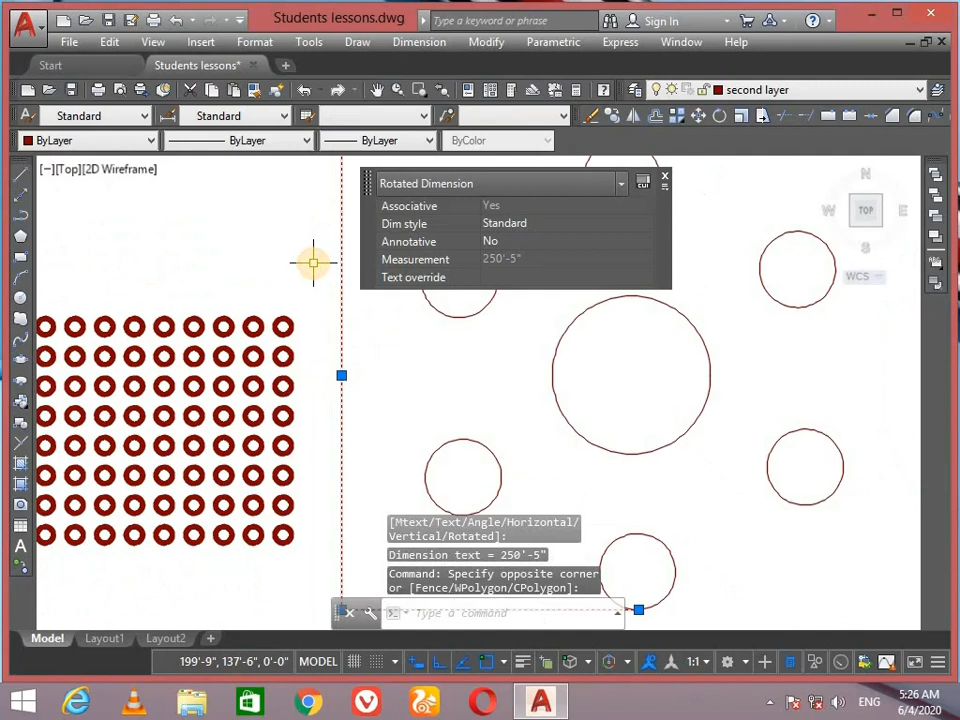 Students lessons.dwg
Type a keyword or phrase
Sign In
File Edit View Insert Format Tools Draw Dimension Modify Parametric Express Window Help
Start
Students lessons*
second layer
Standard
Standard
ByLayer
ByLayer
ByLayer
ByColor
[−][Top][2D Wireframe]
Rotated Dimension
Associative Yes
Dim style Standard
Annotative No
Measurement 250'-5"
Text override
N
W TOP E
S
WCS
[Mtext/Text/Angle/Horizontal/
Vertical/Rotated]:
Dimension text = 250'-5"
Command: Specify opposite corner
or [Fence/WPolygon/CPolygon]:
Type a command
Model Layout1 Layout2
199'-9", 137'-6", 0'-0" MODEL 1:1
ENG
5:26 AM
6/4/2020